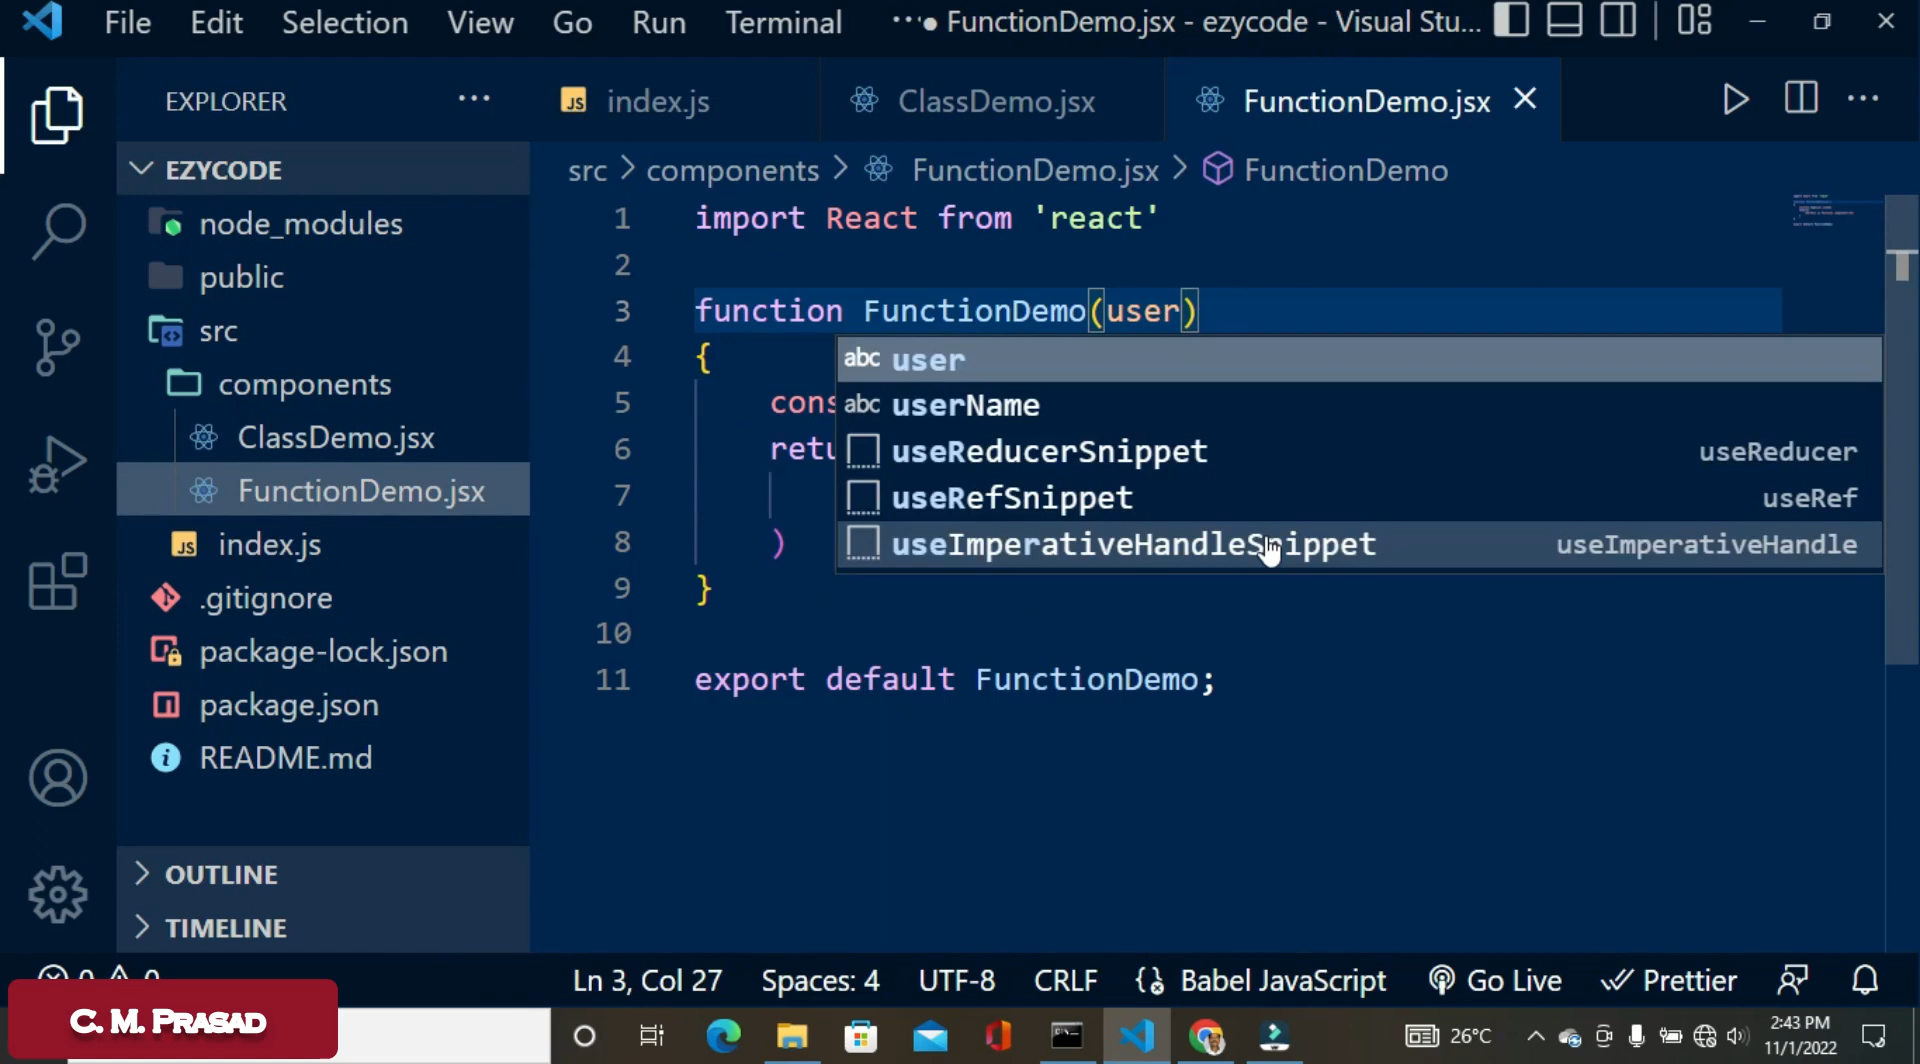 File Edit Selection View Go Run Terminal ··· ● FunctionDemo.jsx - ezycode - Visual Stu...
EXPLORER ···
index.js
ClassDemo.jsx
FunctionDemo.jsx
EZYCODE
node_modules
public
src
components
ClassDemo.jsx
FunctionDemo.jsx
index.js
.gitignore
package-lock.json
package.json
README.md
OUTLINE
TIMELINE
src > components > FunctionDemo.jsx > FunctionDemo
1 import React from 'react'
2
3 function FunctionDemo(user)
4 {
5 cons
6 retu
7
8 )
9 }
10
11 export default FunctionDemo;
abc user
abc userName
useReducerSnippet useReducer
useRefSnippet useRef
useImperativeHandleSnippet useImperativeHandle
Ln 3, Col 27 Spaces: 4 UTF-8 CRLF Babel JavaScript Go Live Prettier
C. M. PRASAD
26°C
2:43 PM
11/1/2022